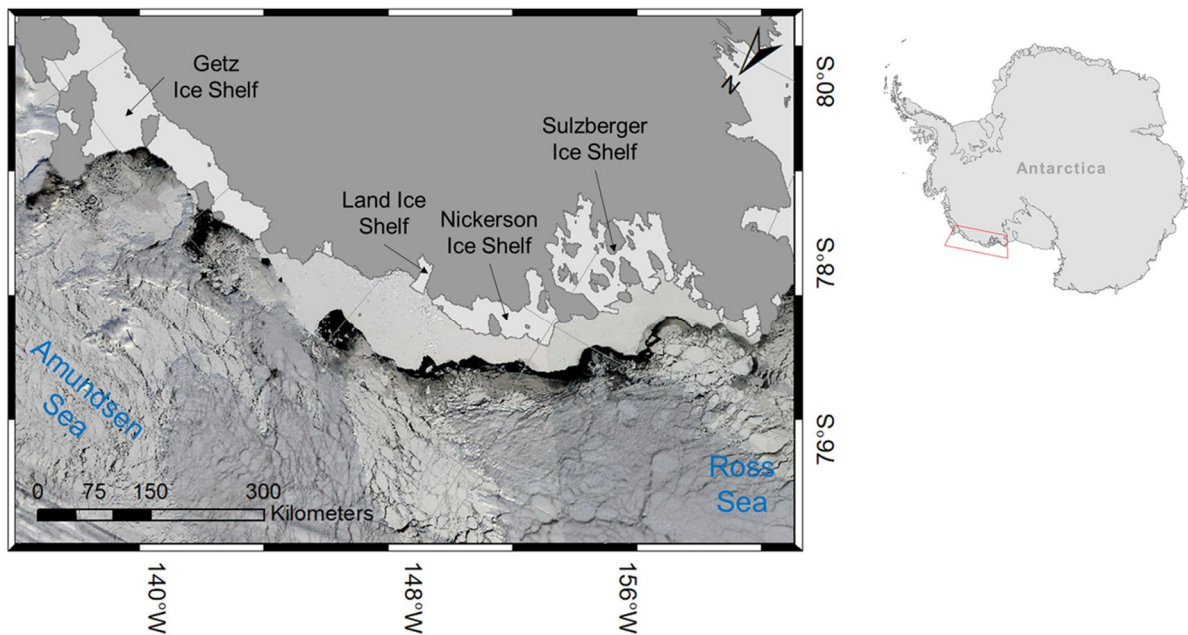 Getz
Ice Shelf
Land Ice
Shelf
Nickerson
Ice Shelf
Sulzberger
Ice Shelf
N
80°S
78°S
76°S
Amundsen
Sea
Ross
Sea
0 75 150 300
Kilometers
140°W
148°W
156°W
Antarctica